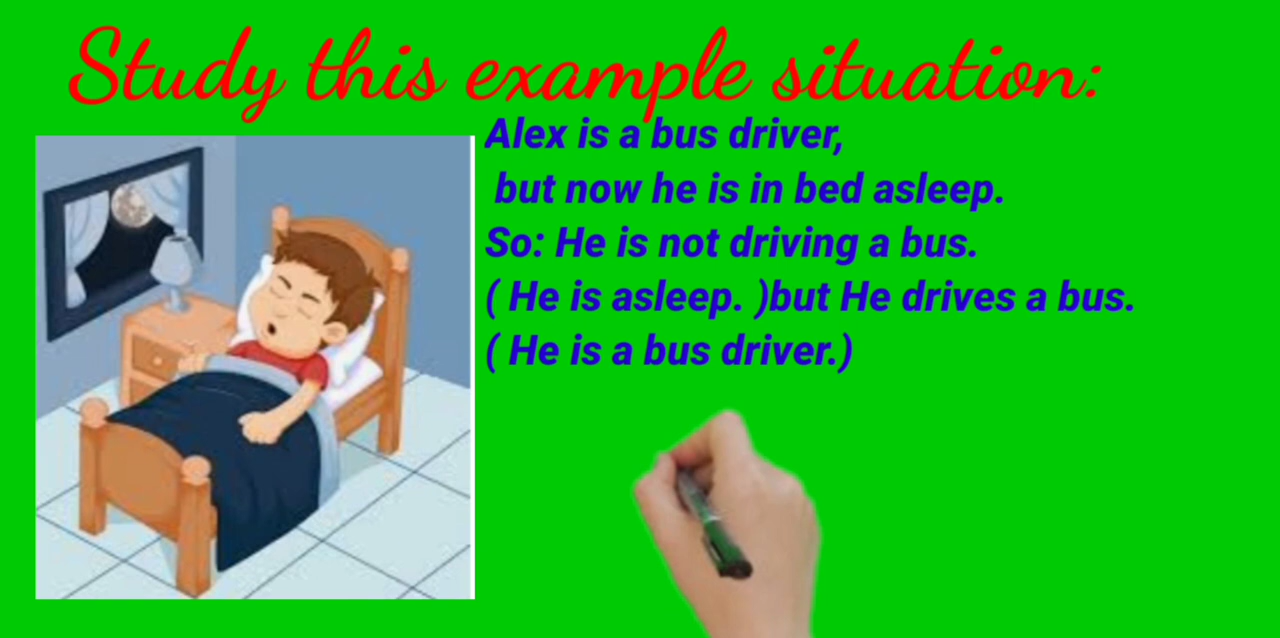 Study this example situation:
Alex is a bus driver,
but now he is in bed asleep.
So: He is not driving a bus.
( He is asleep. )but He drives a bus.
( He is a bus driver.)